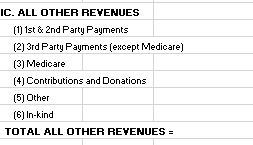 IC. ALL OTHER REVENUES
(1) 1st & 2nd Party Payments
(2) 3rd Party Payments (except Medicare)
(3) Medicare
(4) Contributions and Donations
(5) Other
(6) In-kind
TOTAL ALL OTHER REVENUES =